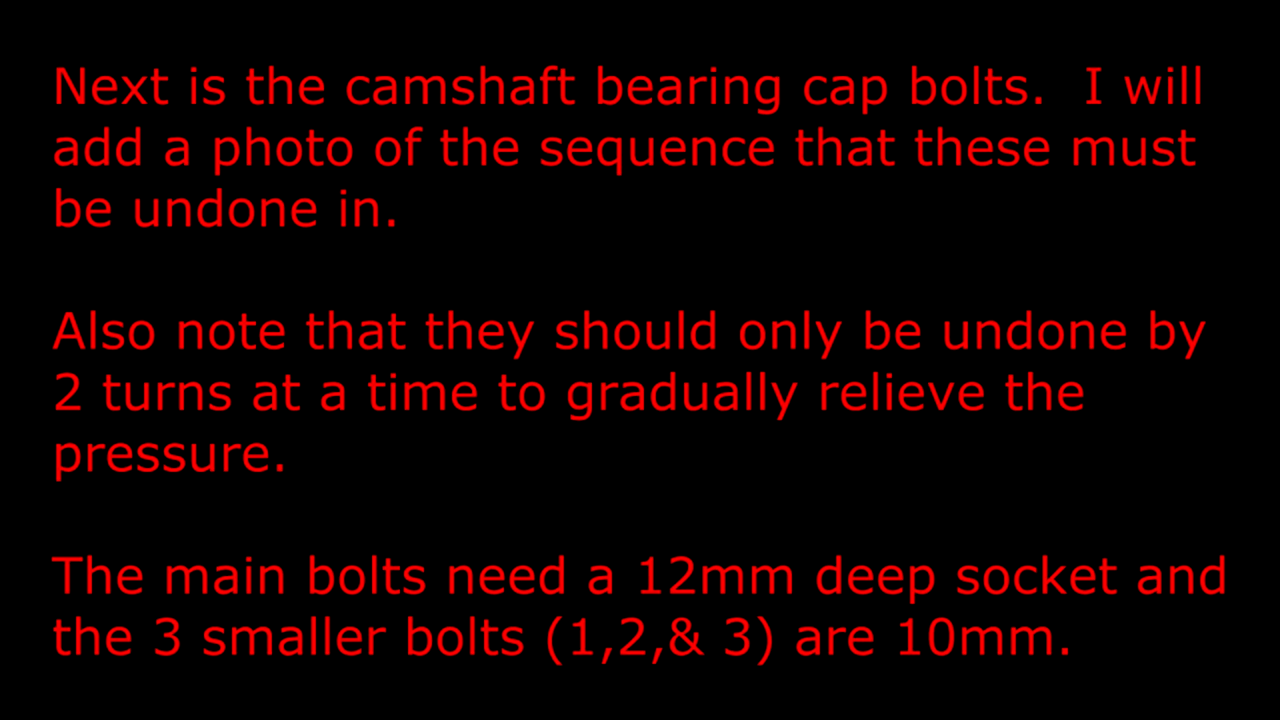 Next is the camshaft bearing cap bolts.  I will
add a photo of the sequence that these must
be undone in.
Also note that they should only be undone by
2 turns at a time to gradually relieve the
pressure.
The main bolts need a 12mm deep socket and
the 3 smaller bolts (1,2,& 3) are 10mm.